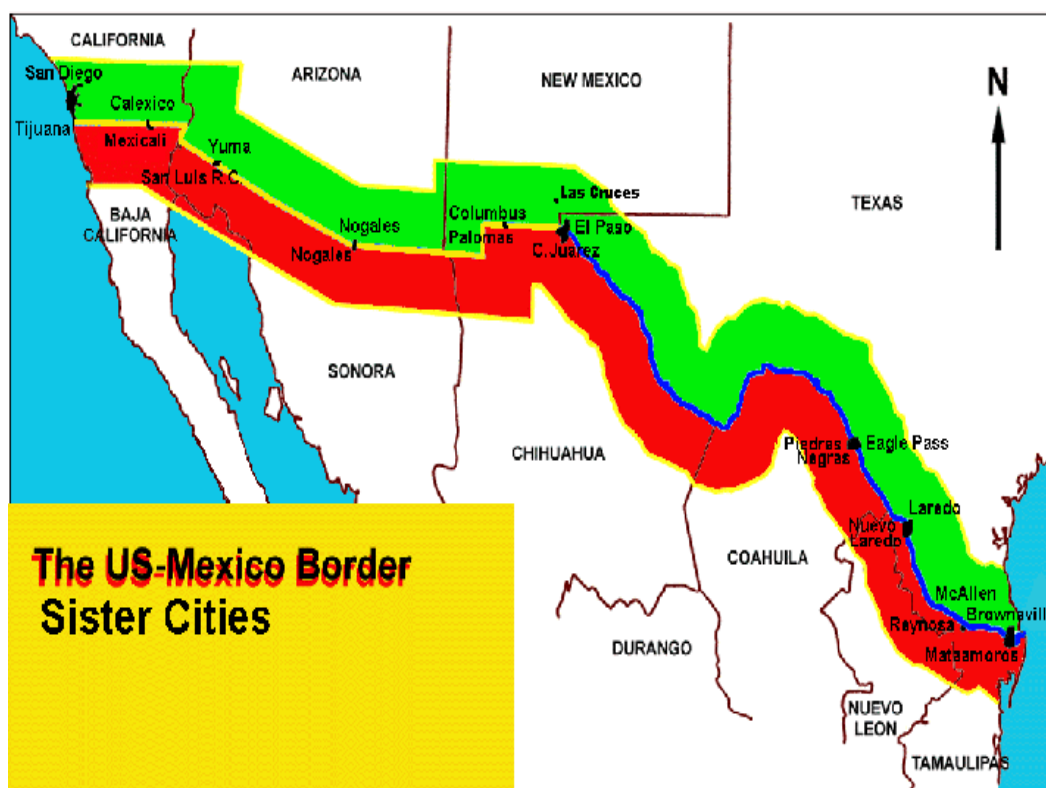 CALIFORNIA
ARIZONA
NEW MEXICO
N
San Diego
Calexico
Tijuana
Mexicali
Yuma
San Luis R.C.
Las Cruces
TEXAS
BAJA
CALIFORNIA
Nogales
Nogales
Columbus
Palomas
El Paso
C.Juarez
SONORA
CHIHUAHUA
Piedras
Negras
Eagle Pass
Laredo
Nuevo
Laredo
COAHUILA
McAllen
Brownsvill
Reynosa
Mataamoros
DURANGO
NUEVO
LEON
TAMAULIPAS
The US-Mexico Border
Sister Cities